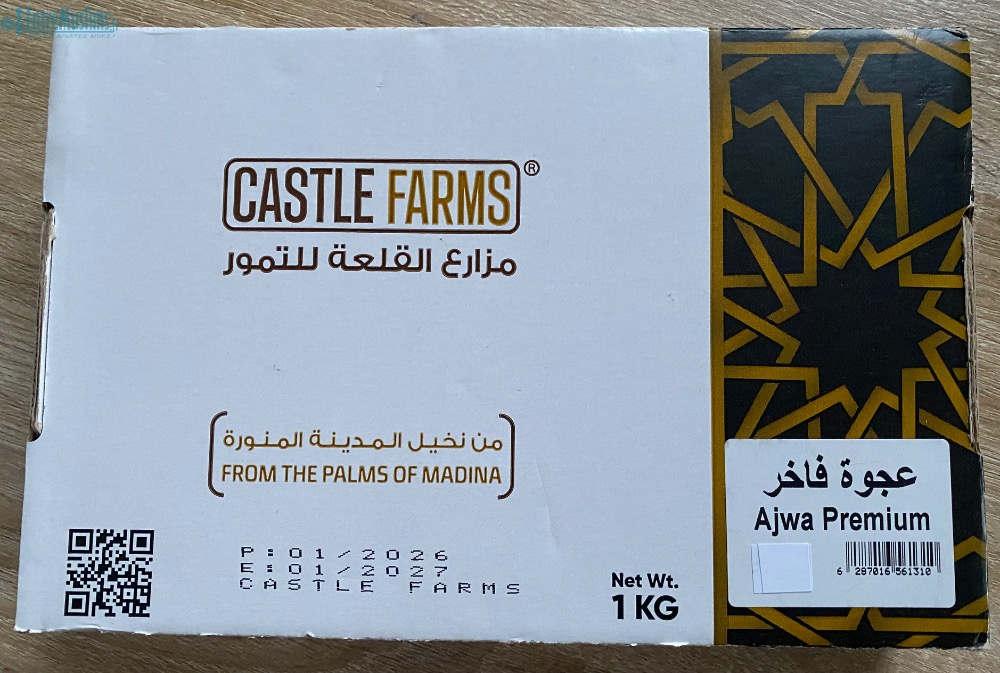 CASTLE FARMS®
مزارع القلعة للتمور
من نخيل المدينة المنورة
FROM THE PALMS OF MADINA
P:01/2026
E:01/2027
CASTLE FARMS
Net Wt.
1 KG
عجوة فاخر
Ajwa Premium
6 287016 561310